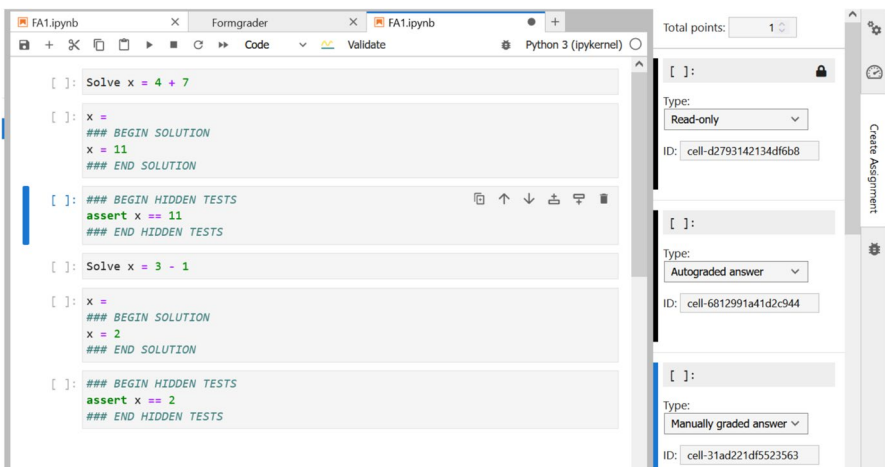 FA1.ipynb
Formgrader
FA1.ipynb
Code
Validate
Python 3 (ipykernel)
[ ]: Solve x = 4 + 7
[ ]: x =
### BEGIN SOLUTION
x = 11
### END SOLUTION
[ ]: ### BEGIN HIDDEN TESTS
assert x == 11
### END HIDDEN TESTS
[ ]: Solve x = 3 - 1
[ ]: x =
### BEGIN SOLUTION
x = 2
### END SOLUTION
[ ]: ### BEGIN HIDDEN TESTS
assert x == 2
### END HIDDEN TESTS
Total points: 1
[ ]:
Type:
Read-only
ID: cell-d2793142134df6b8
[ ]:
Type:
Autograded answer
ID: cell-6812991a41d2c944
[ ]:
Type:
Manually graded answer
ID: cell-31ad221df5523563
Create Assignment